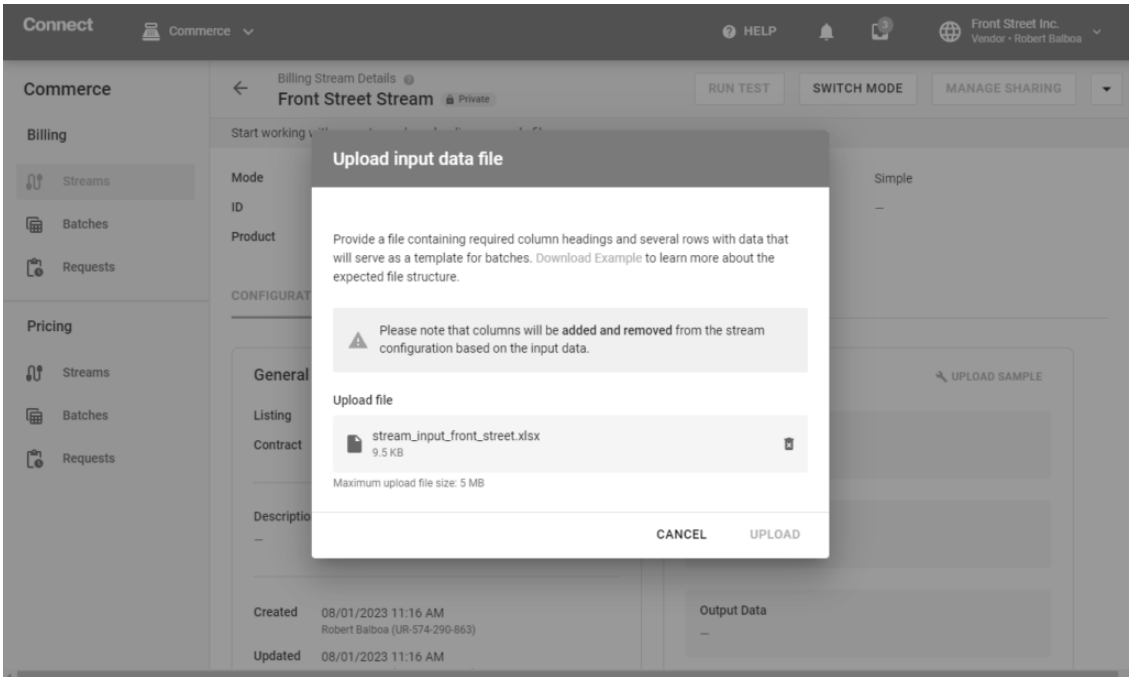 Connect
Commerce
HELP
3
Front Street Inc.
Vendor • Robert Balboa
Commerce
Billing
Streams
Batches
Requests
Pricing
Streams
Batches
Requests
Billing Stream Details
Front Street Stream Private
RUN TEST
SWITCH MODE
MANAGE SHARING
Start working
Mode
ID
Product
Simple
—
CONFIGURAT
General
Listing
Contract
Descriptio
—
Created 08/01/2023 11:16 AM
Robert Balboa (UR-574-290-863)
Updated 08/01/2023 11:16 AM
UPLOAD SAMPLE
Output Data
—
Upload input data file
Provide a file containing required column headings and several rows with data that
will serve as a template for batches. Download Example to learn more about the
expected file structure.
Please note that columns will be added and removed from the stream
configuration based on the input data.
Upload file
stream_input_front_street.xlsx
9.5 KB
Maximum upload file size: 5 MB
CANCEL
UPLOAD